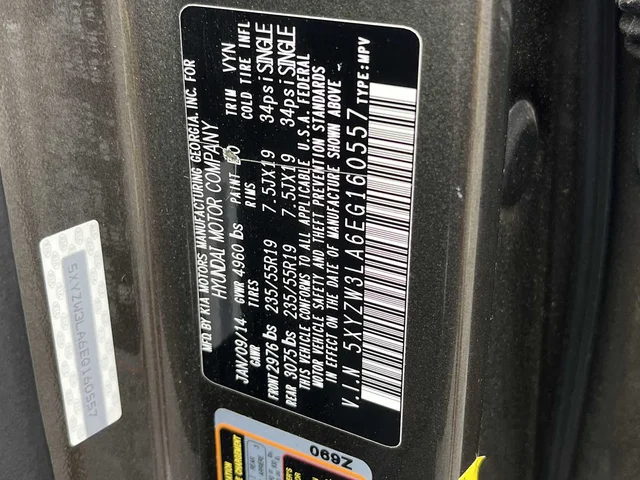 MFD BY KIA MOTORS MANUFACTURING GEORGIA. INC. FOR
HYUNDAI MOTOR COMPANY
PAINT TRIM VYN
JAN/09/14 GVWR 4960 lbs
GAWR TIRES RIMS COLD TIRE INFL
FRONT 2976 lbs 235/55R19 7.5JX19 34psi SINGLE
REAR 3075 lbs 235/55R19 7.5JX19 34psi SINGLE
THIS VEHICLE CONFORMS TO ALL APPLICABLE U.S.A. FEDERAL
MOTOR VEHICLE SAFETY AND THEFT PREVENTION STANDARDS
IN EFFECT ON THE DATE OF MANUFACTURE SHOWN ABOVE
V.I.N 5XYZW3LA6EG160557 TYPE:MPV
5XYZW3LA6EG160557
Z690